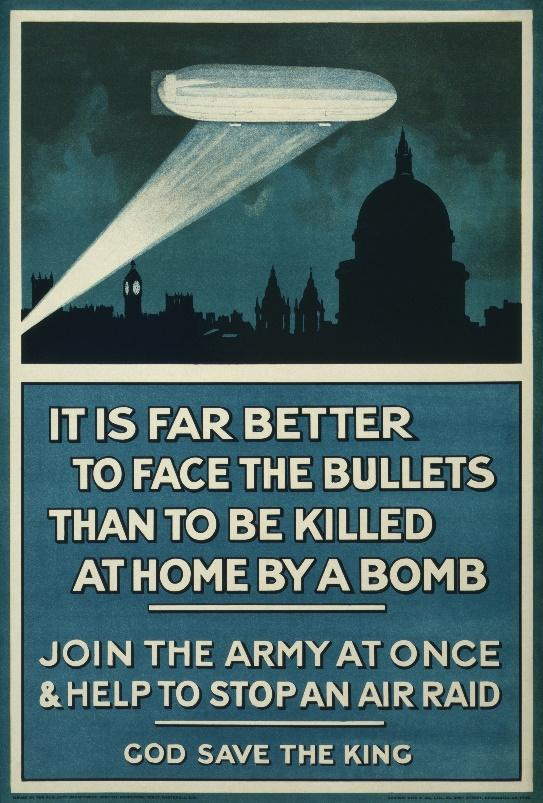 IT IS FAR BETTER
TO FACE THE BULLETS
THAN TO BE KILLED
AT HOME BY A BOMB
JOIN THE ARMY AT ONCE
& HELP TO STOP AN AIR RAID
GOD SAVE THE KING